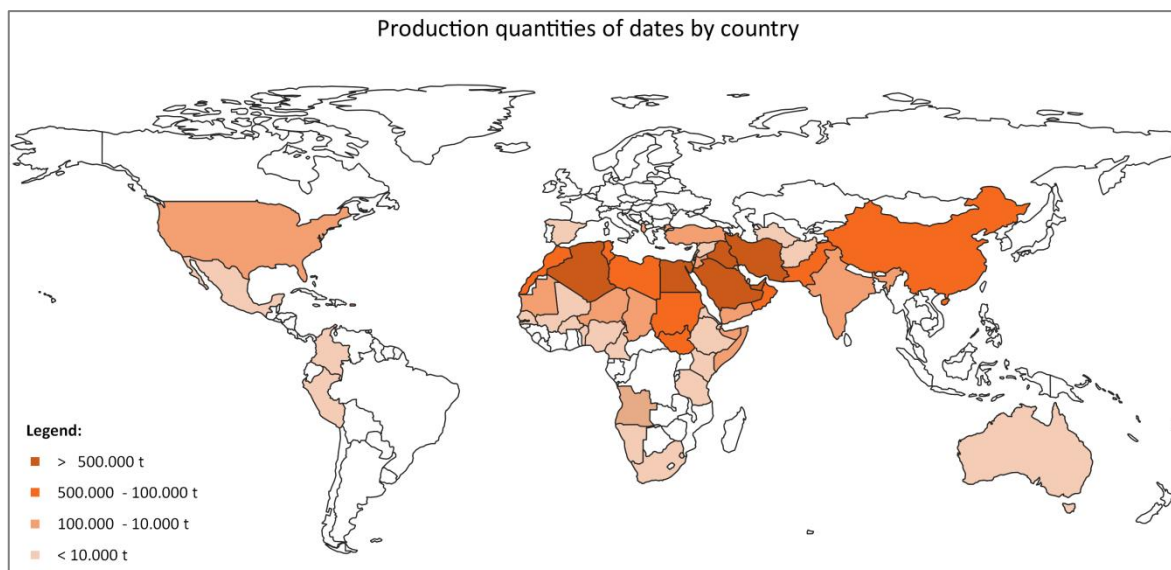 Production quantities of dates by country
Legend:
> 500.000 t
500.000 - 100.000 t
100.000 - 10.000 t
< 10.000 t